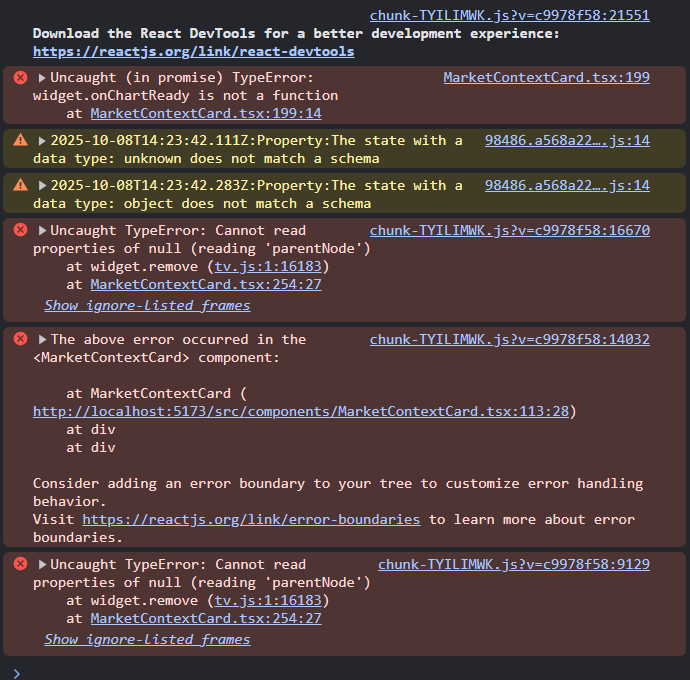 chunk-TYILIMWK.js?v=c9978f58:21551
Download the React DevTools for a better development experience:
https://reactjs.org/link/react-devtools
Uncaught (in promise) TypeError: MarketContextCard.tsx:199
widget.onChartReady is not a function
at MarketContextCard.tsx:199:14
2025-10-08T14:23:42.111Z:Property:The state with a 98486.a568a22….js:14
data type: unknown does not match a schema
2025-10-08T14:23:42.283Z:Property:The state with a 98486.a568a22….js:14
data type: object does not match a schema
Uncaught TypeError: Cannot read chunk-TYILIMWK.js?v=c9978f58:16670
properties of null (reading 'parentNode')
at widget.remove (tv.js:1:16183)
at MarketContextCard.tsx:254:27
Show ignore-listed frames
The above error occurred in the chunk-TYILIMWK.js?v=c9978f58:14032
<MarketContextCard> component:
at MarketContextCard (
http://localhost:5173/src/components/MarketContextCard.tsx:113:28)
at div
at div
Consider adding an error boundary to your tree to customize error handling
behavior.
Visit https://reactjs.org/link/error-boundaries to learn more about error
boundaries.
Uncaught TypeError: Cannot read chunk-TYILIMWK.js?v=c9978f58:9129
properties of null (reading 'parentNode')
at widget.remove (tv.js:1:16183)
at MarketContextCard.tsx:254:27
Show ignore-listed frames